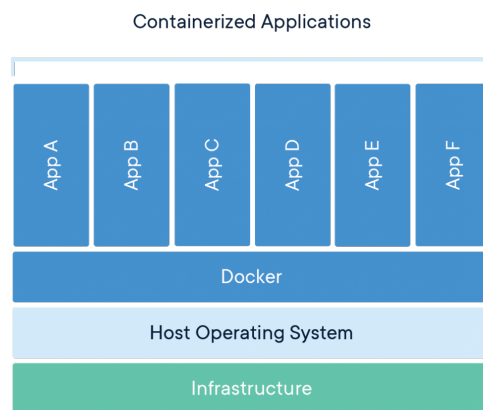 Containerized Applications
App A
App B
App C
App D
App E
App F
Docker
Host Operating System
Infrastructure